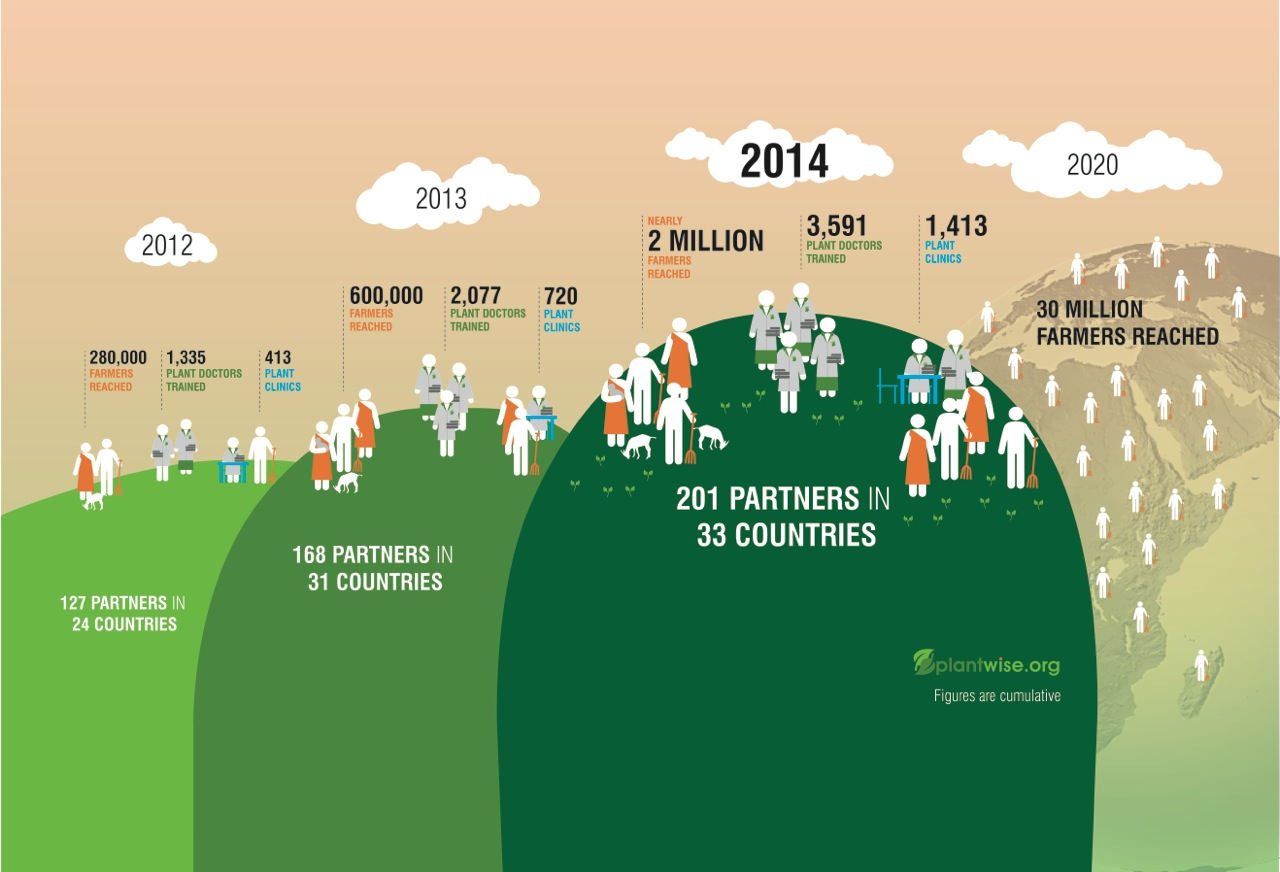 2012
280,000
FARMERS
REACHED
1,335
PLANT DOCTORS
TRAINED
413
PLANT
CLINICS
127 PARTNERS IN
24 COUNTRIES
2013
600,000
FARMERS
REACHED
2,077
PLANT DOCTORS
TRAINED
720
PLANT
CLINICS
168 PARTNERS IN
31 COUNTRIES
2014
NEARLY
2 MILLION
FARMERS
REACHED
3,591
PLANT DOCTORS
TRAINED
1,413
PLANT
CLINICS
201 PARTNERS IN
33 COUNTRIES
2020
30 MILLION
FARMERS REACHED
plantwise.org
Figures are cumulative